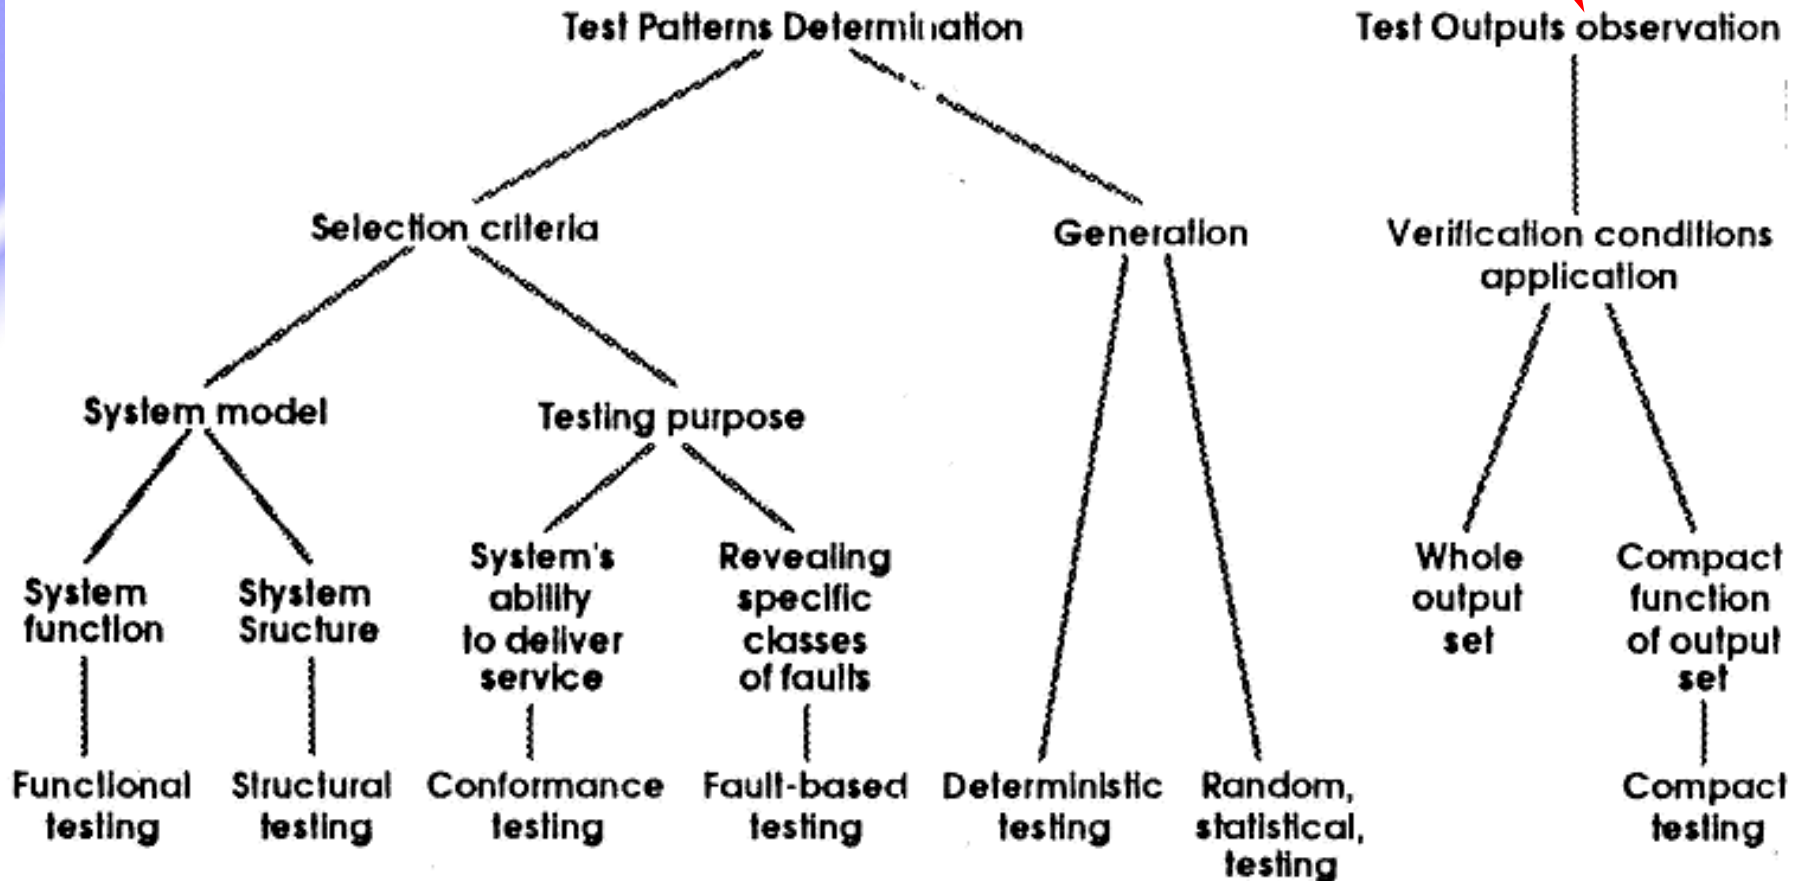 Test Patterns Determination
Test Outputs observation
Selection criteria
Generation
Verification conditions
application
System model
Testing purpose
System
function
Stystem
Sructure
System's
ability
to deliver
service
Revealing
specific
classes
of faults
Whole
output
set
Compact
function
of output
set
Functional
testing
Structural
testing
Conformance
testing
Fault-based
testing
Deterministic
testing
Random,
statistical,
testing
Compact
testing